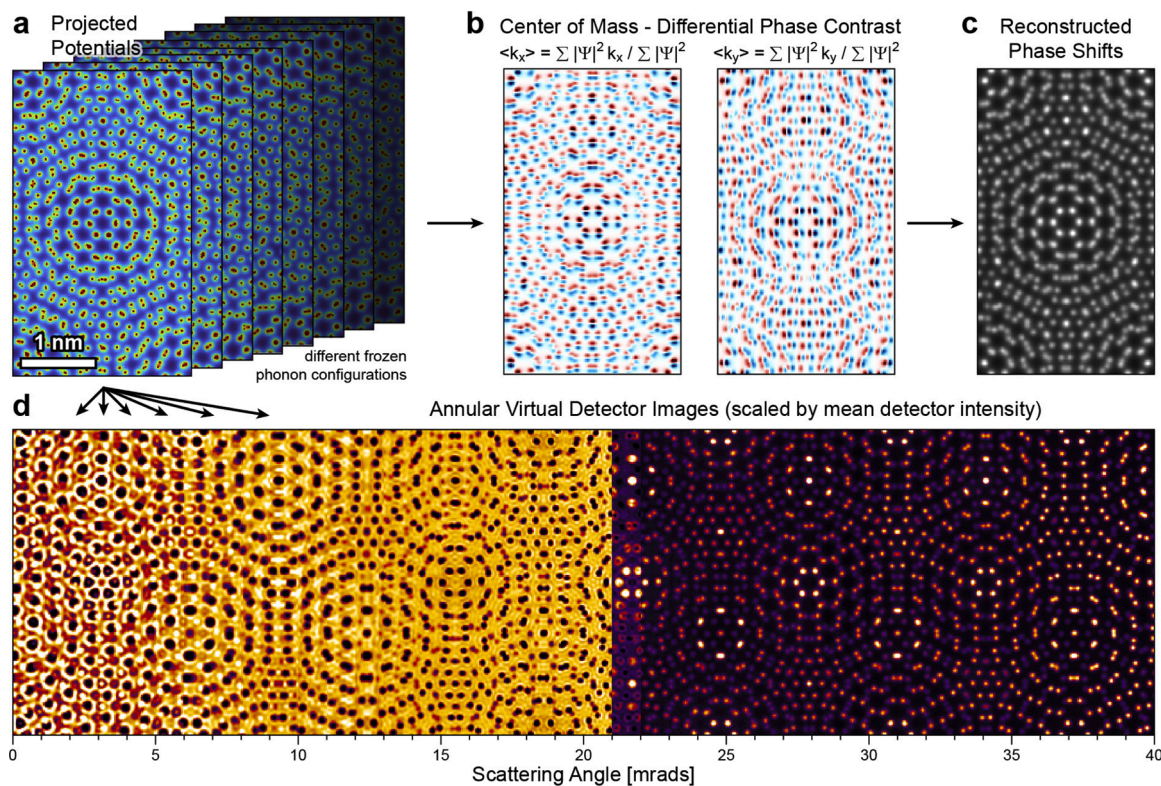 a Projected
Potentials
1 nm
different frozen
phonon configurations
b Center of Mass - Differential Phase Contrast
<kₓ> = ∑ |Ψ|² kₓ / ∑ |Ψ|²
<k_y> = ∑ |Ψ|² k_y / ∑ |Ψ|²
c Reconstructed
Phase Shifts
d Annular Virtual Detector Images (scaled by mean detector intensity)
0 5 10 15 20 25 30 35 40
Scattering Angle [mrads]